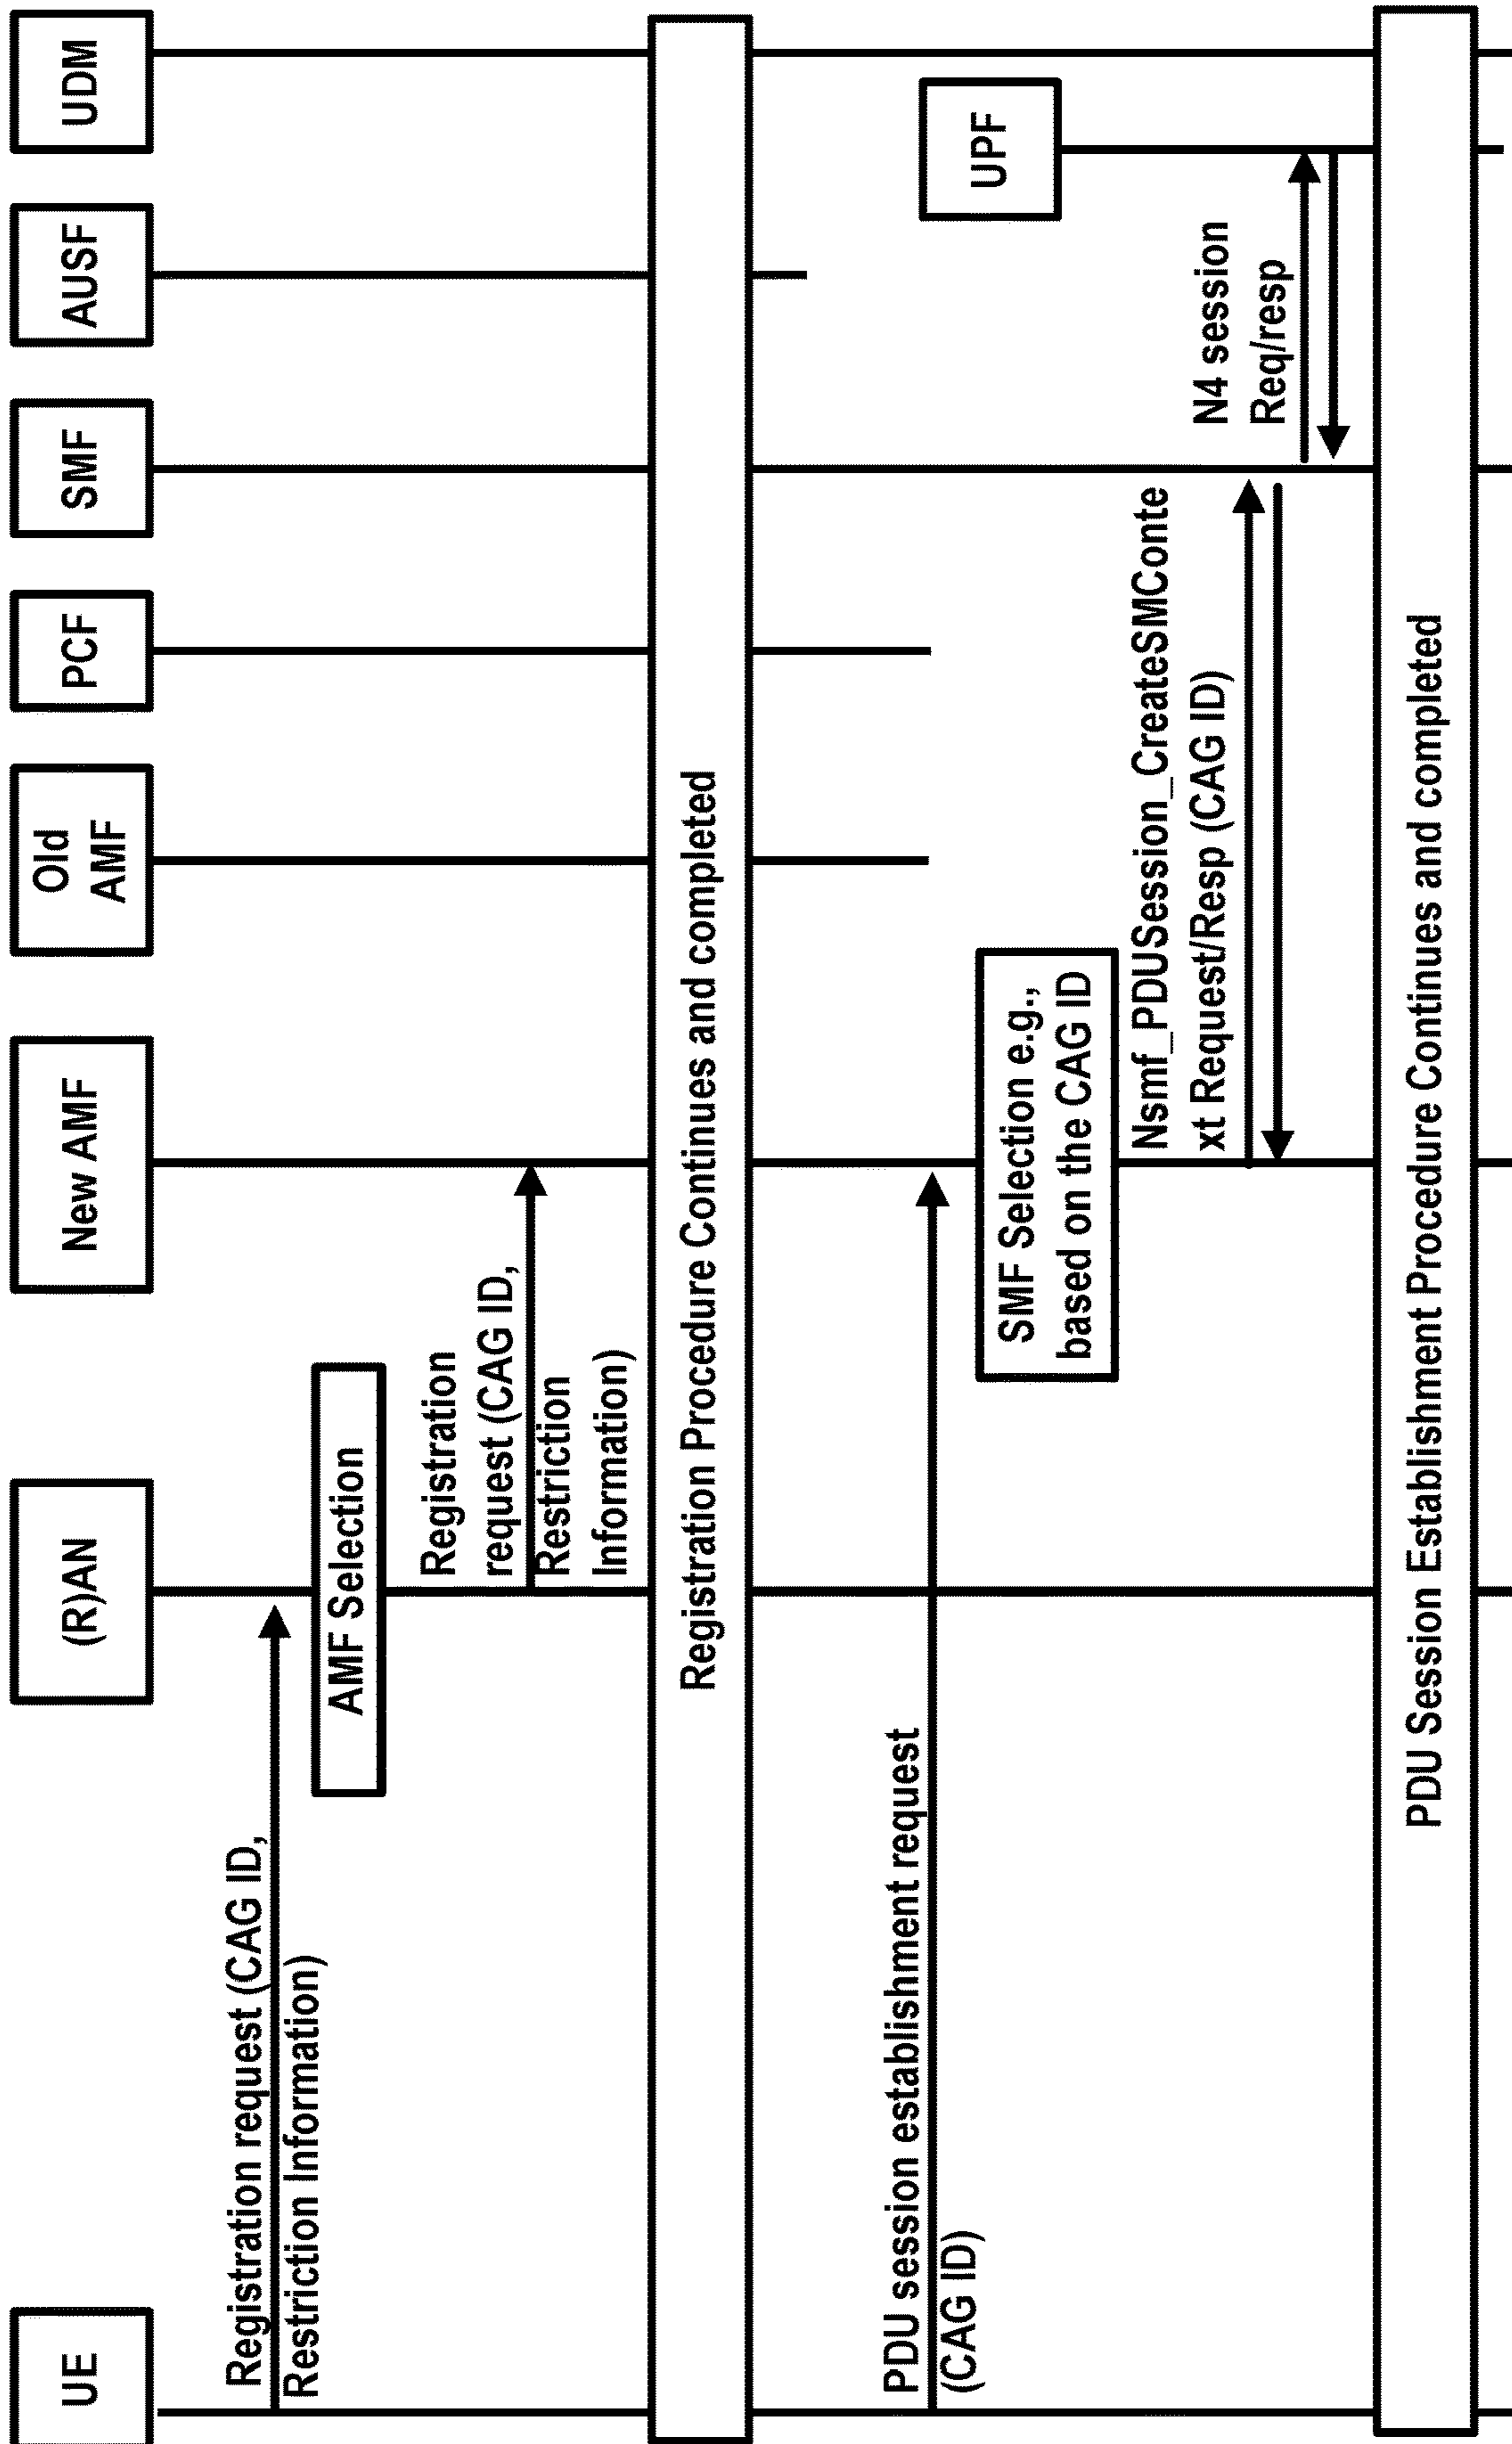 UE
(R)AN
New AMF
Old
AMF
PCF
SMF
AUSF
UDM
Registration request (CAG ID,
Restriction Information)
AMF Selection
Registration
request (CAG ID,
Restriction
Information)
Registration Procedure Continues and completed
PDU session establishment request
(CAG ID)
UPF
SMF Selection e.g.,
based on the CAG ID
Nsmf_PDUSession_CreateSMConte
xt Request/Resp (CAG ID)
N4 session
Req/resp
PDU Session Establishment Procedure Continues and completed